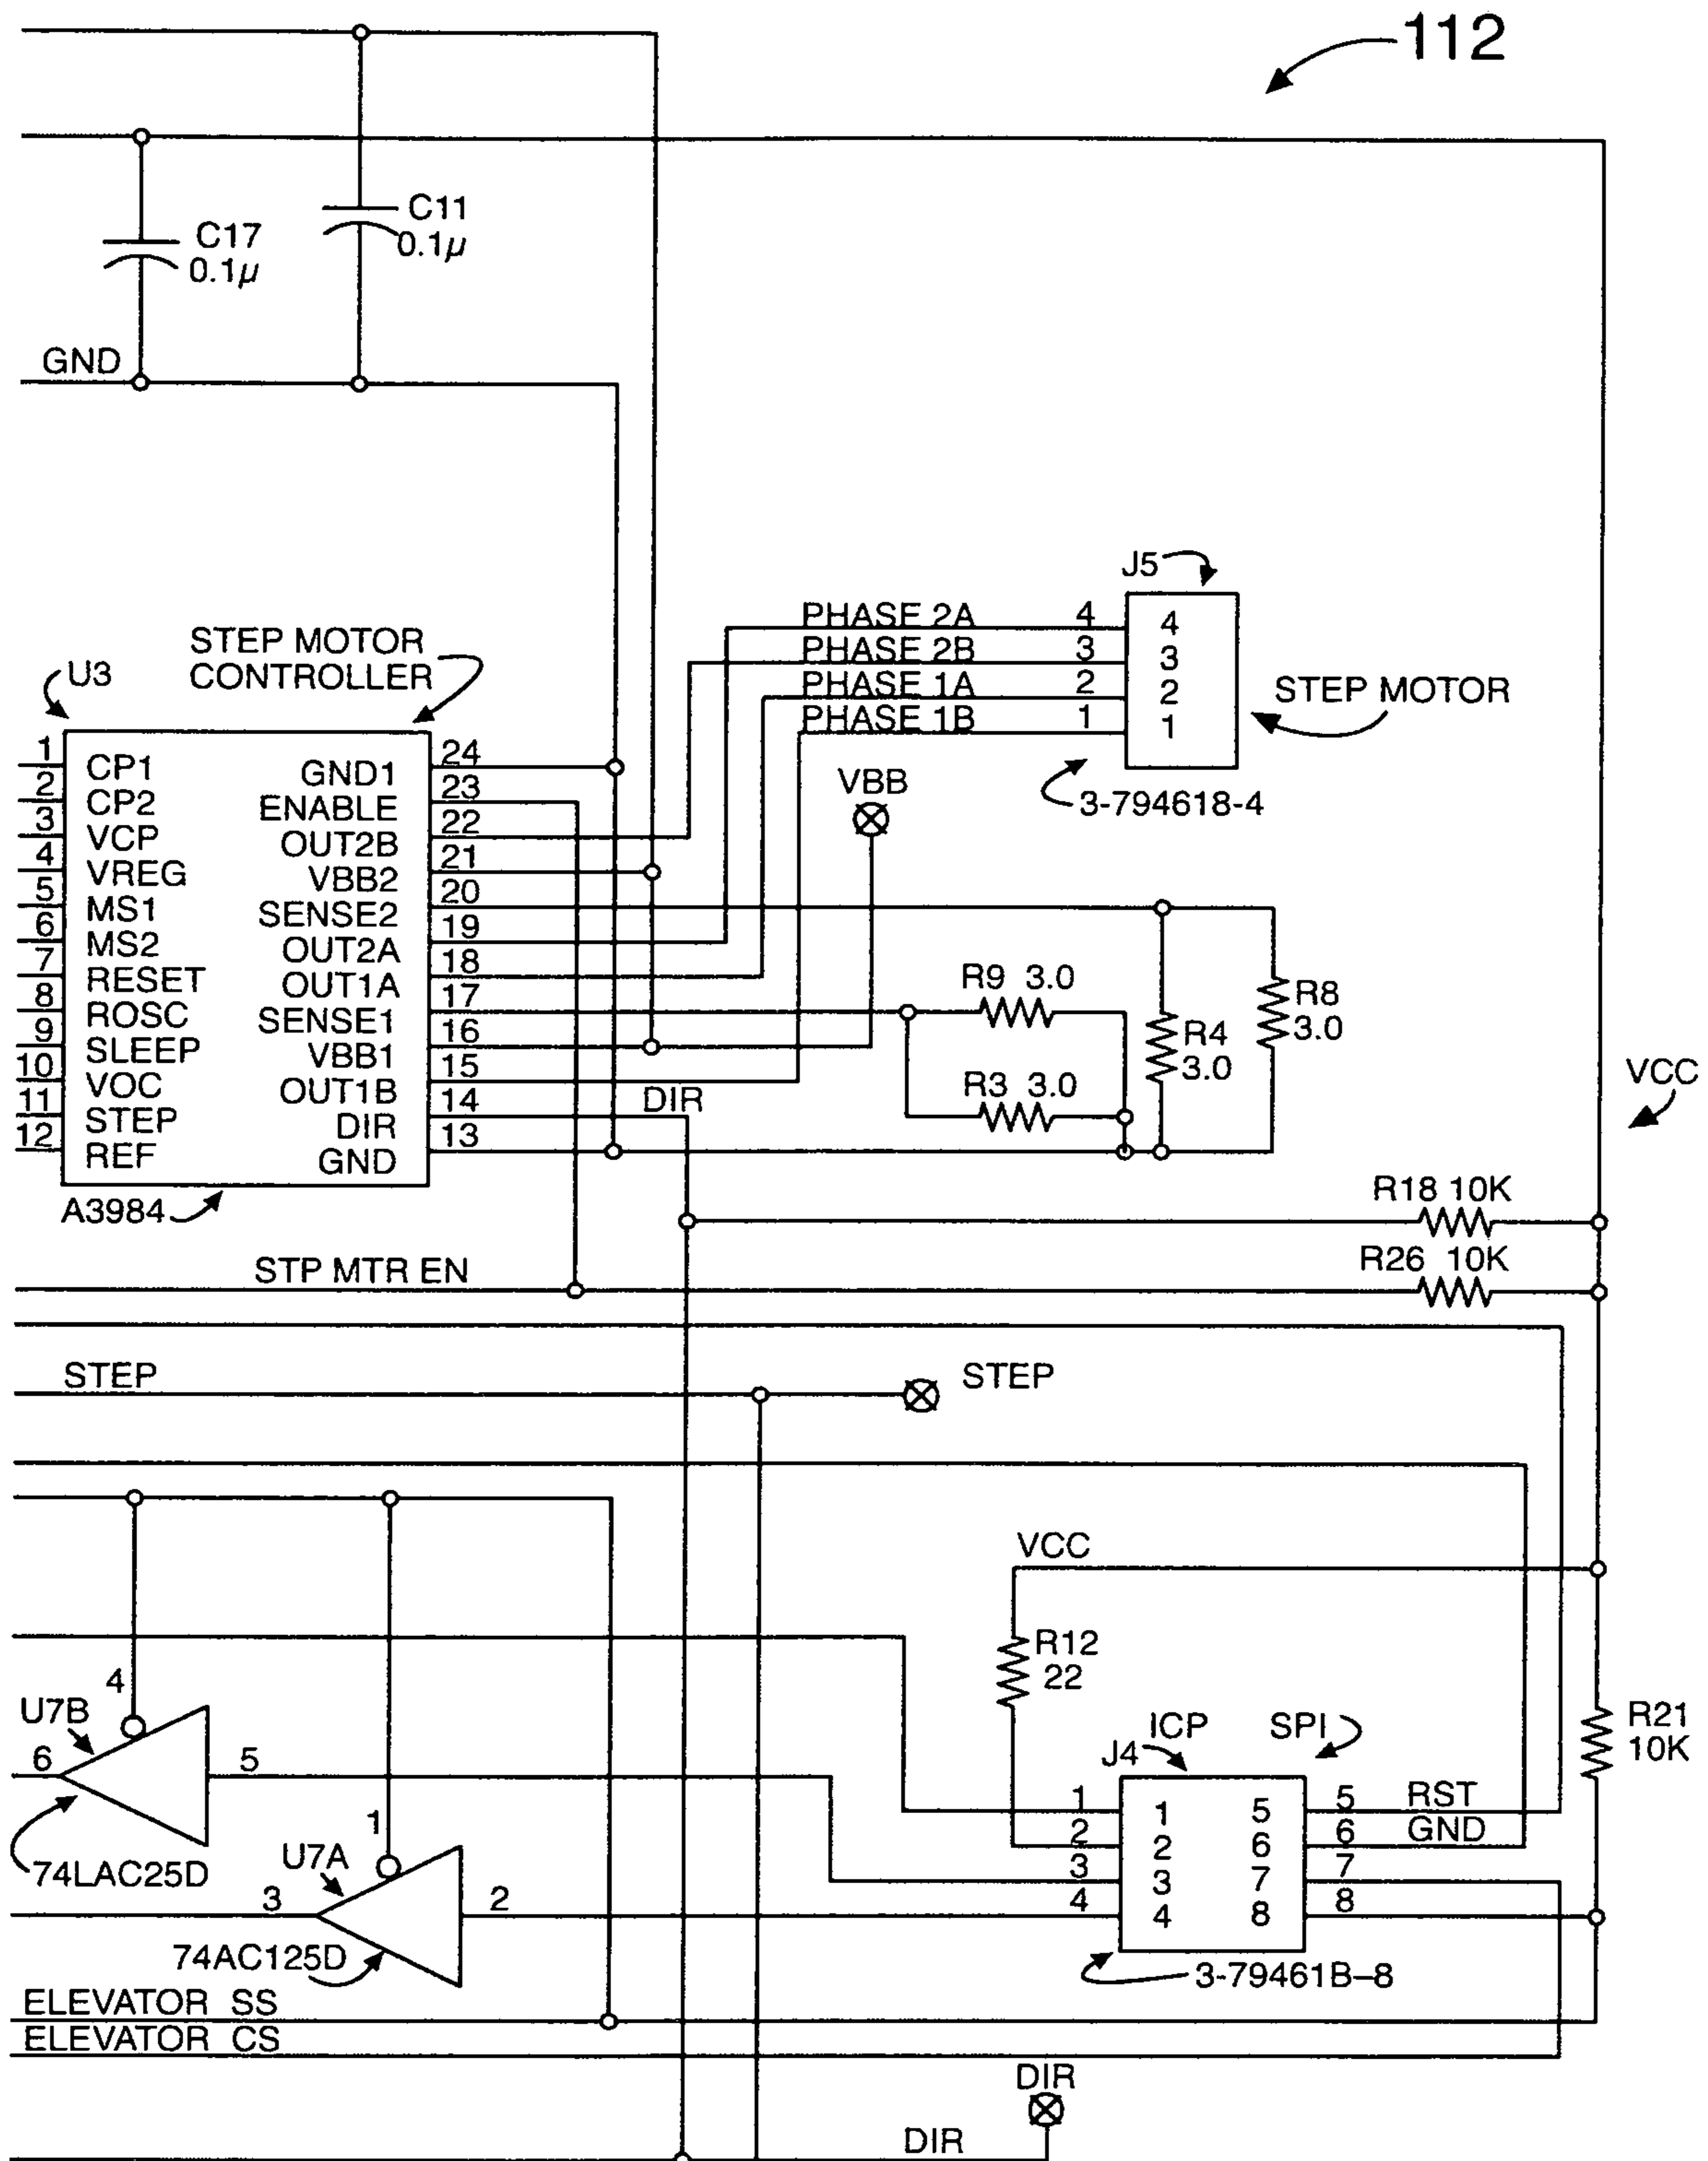 112
C11
0.1µ
C17
0.1µ
GND
J5
PHASE 2A 4 4
PHASE 2B 3 3
PHASE 1A 2 2
PHASE 1B 1 1
STEP MOTOR
3-794618-4
STEP MOTOR
CONTROLLER
U3
VBB
1 CP1 GND1 24
2 CP2 ENABLE 23
3 VCP OUT2B 22
4 VREG VBB2 21
5 MS1 SENSE2 20
6 MS2 OUT2A 19
7 RESET OUT1A 18
8 ROSC SENSE1 17
9 SLEEP VBB1 16
10 VOC OUT1B 15
11 STEP DIR 14
12 REF GND 13
A3984
DIR
R9 3.0
R3 3.0
R4
3.0
R8
3.0
VCC
R18 10K
R26 10K
STP MTR EN
STEP
STEP
VCC
R12
22
R21
10K
4
U7B
6 5
74LAC25D
1
U7A
3 2
74AC125D
ICP
SPI
J4
1 1 5 5 RST
2 2 6 6 GND
3 3 7 7
4 4 8 8
3-79461B–8
ELEVATOR SS
ELEVATOR CS
DIR
DIR